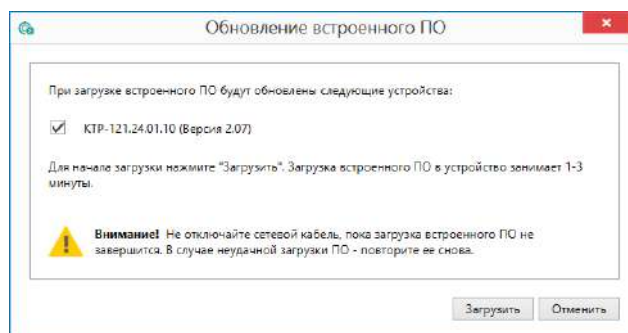 Обновление встроенного ПО
При загрузке встроенного ПО будут обновлены следующие устройства:
КТР-121.24.01.10 (Версия 2.07)
Для начала загрузки нажмите "Загрузить". Загрузка встроенного ПО в устройство занимает 1-3
минуты.
Внимание! Не отключайте сетевой кабель, пока загрузка встроенного ПО не
завершится. В случае неудачной загрузки ПО - повторите ее снова.
Загрузить Отменить